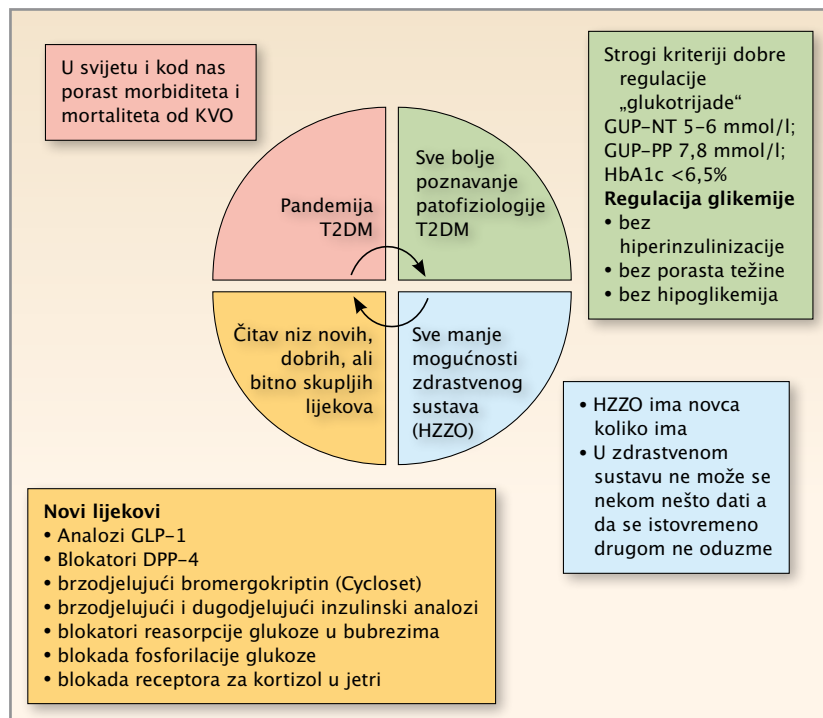 U svijetu i kod nas
porast morbiditeta i
mortaliteta od KVO
Strogi kriteriji dobre
regulacije
„glukotrijade“
GUP–NT 5–6 mmol/l;
GUP–PP 7,8 mmol/l;
HbA1c <6,5%
Regulacija glikemije
• bez
hiperinzulinizacije
• bez porasta težine
• bez hipoglikemija
Pandemija
T2DM
Sve bolje
poznavanje
patofiziologije
T2DM
Čitav niz novih,
dobrih, ali
bitno skupljih
lijekova
Sve manje
mogućnosti
zdrastvenog
sustava
(HZZO)
• HZZO ima novca
koliko ima
• U zdrastvenom
sustavu ne može se
nekom nešto dati a
da se istovremeno
drugom ne oduzme
Novi lijekovi
• Analozi GLP–1
• Blokatori DPP–4
• brzodjelujući bromergokriptin (Cycloset)
• brzodjelujući i dugodjelujući inzulinski analozi
• blokatori reasorpcije glukoze u bubrezima
• blokada fosforilacije glukoze
• blokada receptora za kortizol u jetri